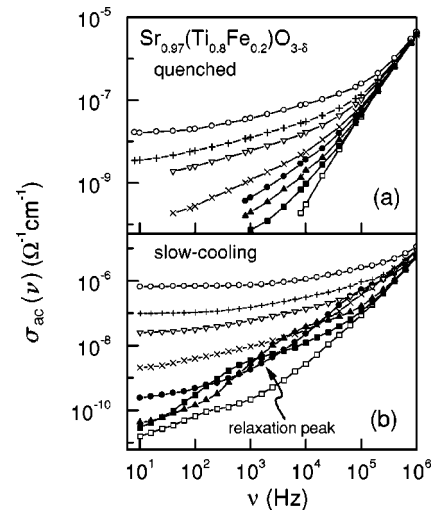 Sr0.97(Ti0.8Fe0.2)O3-δ
quenched
10⁻⁵
10⁻⁷
10⁻⁹
(a)
σac (ν) (Ω⁻¹cm⁻¹)
slow-cooling
10⁻⁶
10⁻⁸
10⁻¹⁰
relaxation peak
(b)
10¹ 10² 10³ 10⁴ 10⁵ 10⁶
ν (Hz)